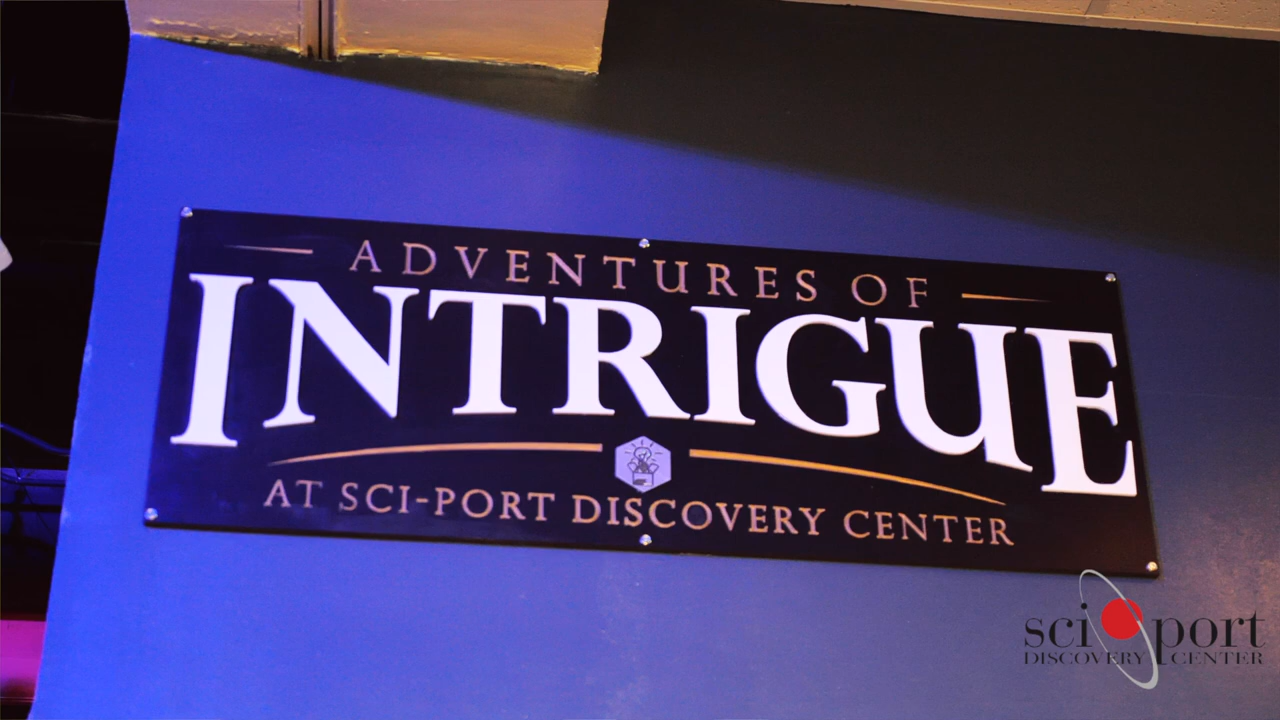 ADVENTURES OF
INTRIGUE
AT SCI-PORT DISCOVERY CENTER
sci port
DISCOVERY CENTER